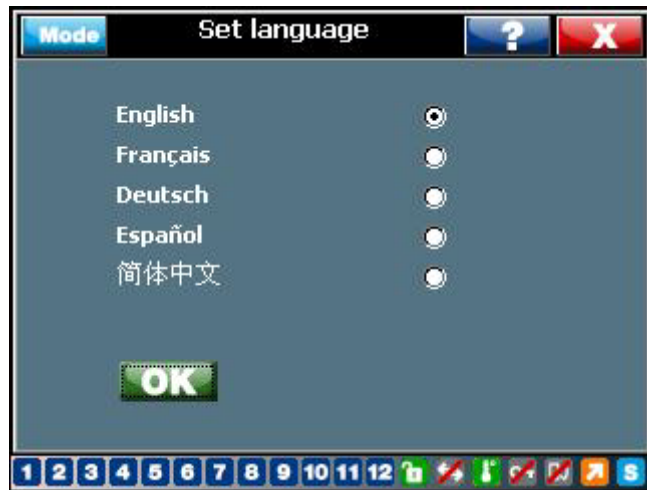 Mode Set language ? X
English
Français
Deutsch
Español
简体中文
OK
1 2 3 4 5 6 7 8 9 10 11 12 S